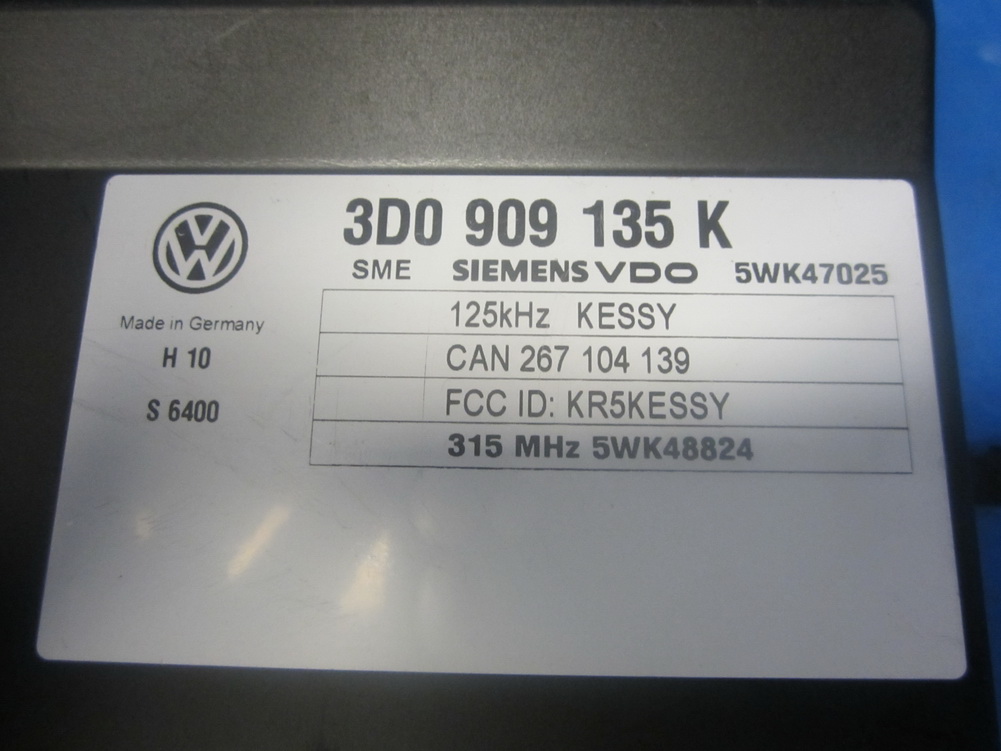 3D0 909 135 K
SME SIEMENS VDO 5WK47025
Made in Germany
H 10
S 6400
125kHz KESSY
CAN 267 104 139
FCC ID: KR5KESSY
315 MHz 5WK48824